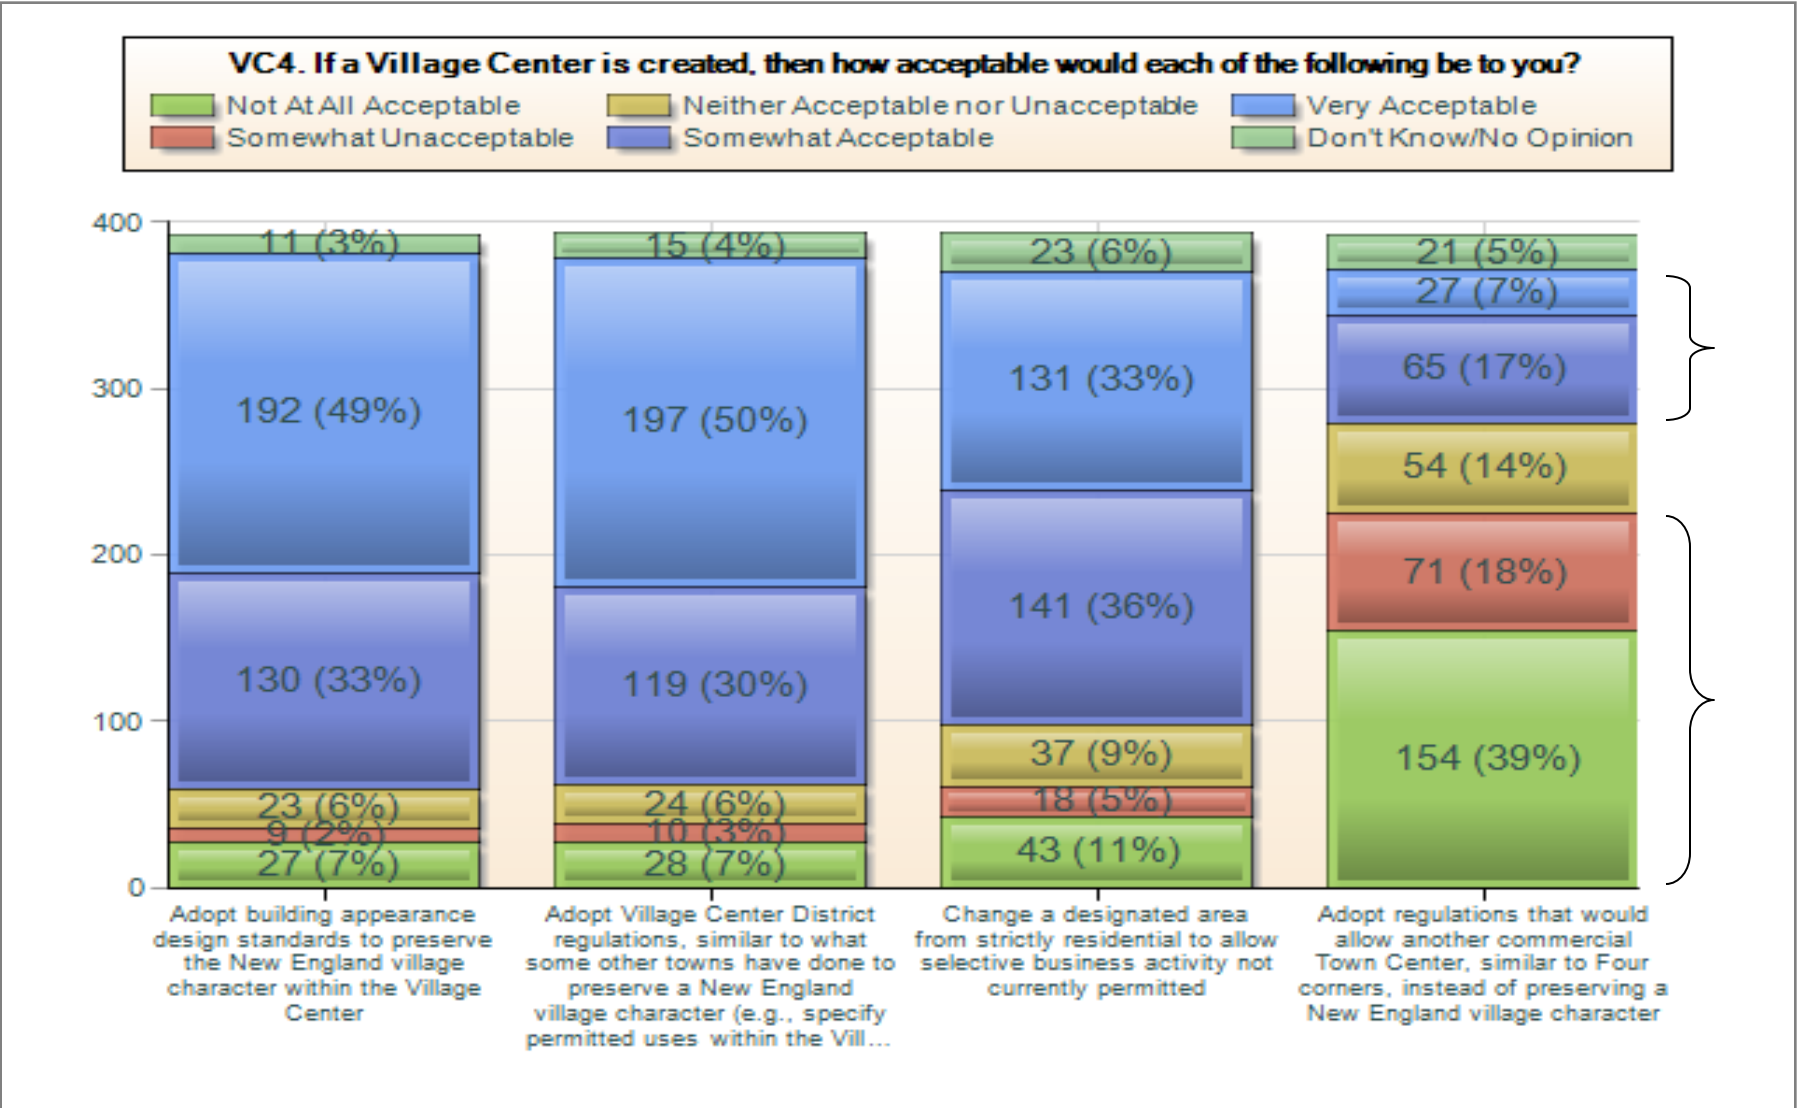 VC4. If a Village Center is created, then how acceptable would each of the following be to you?
Not At All Acceptable
Neither Acceptable nor Unacceptable
Very Acceptable
Somewhat Unacceptable
Somewhat Acceptable
Don't Know/No Opinion
400
300
200
100
0
11 (3%)
192 (49%)
130 (33%)
23 (6%)
9 (2%)
27 (7%)
15 (4%)
197 (50%)
119 (30%)
24 (6%)
10 (3%)
28 (7%)
23 (6%)
131 (33%)
141 (36%)
37 (9%)
18 (5%)
43 (11%)
21 (5%)
27 (7%)
65 (17%)
54 (14%)
71 (18%)
154 (39%)
Adopt building appearance
design standards to preserve
the New England village
character within the Village
Center
Adopt Village Center District
regulations, similar to what
some other towns have done to
preserve a New England
village character (e.g., specify
permitted uses within the Vill...
Change a designated area
from strictly residential to allow
selective business activity not
currently permitted
Adopt regulations that would
allow another commercial
Town Center, similar to Four
corners, instead of preserving a
New England village character